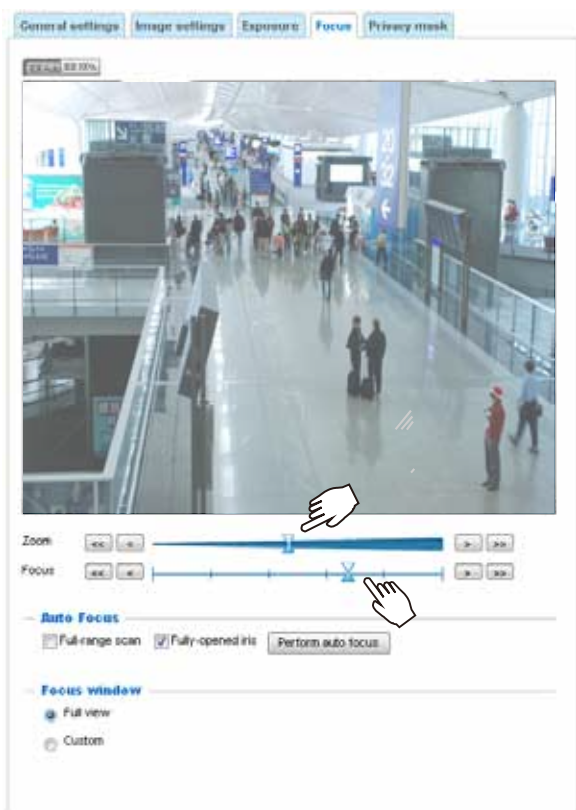 General settings Image settings Exposure Focus Privacy mask
Zoom << < > >>
Focus << < > >>
Auto Focus
Full-range scan Fully-opened iris Perform auto focus
Focus window
Full view
Custom